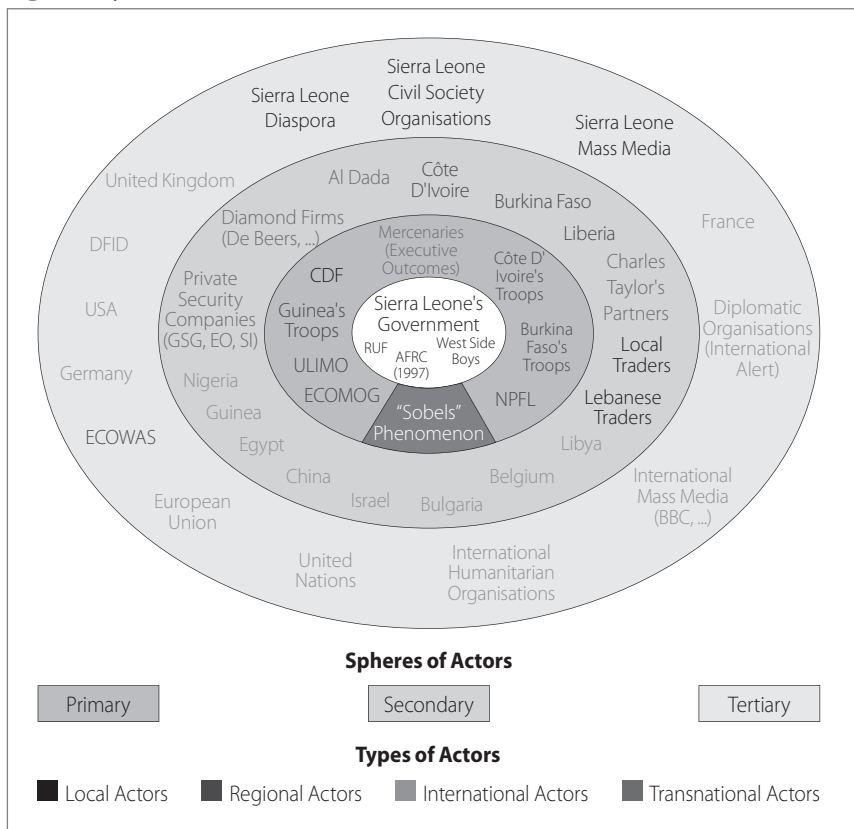 Sierra Leone
Diaspora
Sierra Leone
Civil Society
Organisations
Sierra Leone
Mass Media
United Kingdom
DFID
USA
Germany
ECOWAS
European
Union
United
Nations
International
Humanitarian
Organisations
International
Mass Media
(BBC, ...)
Diplomatic
Organisations
(International
Alert)
France
Al Dada
Côte
D'Ivoire
Burkina Faso
Liberia
Charles
Taylor's
Partners
Local
Traders
Lebanese
Traders
Libya
Belgium
Bulgaria
Israel
China
Egypt
Guinea
Nigeria
Private
Security
Companies
(GSG, EO, SI)
Diamond Firms
(De Beers, ...)
Mercenaries
(Executive
Outcomes)
Côte D'
Ivoire's
Troops
Burkina
Faso's
Troops
NPFL
"Sobels"
Phenomenon
ECOMOG
ULIMO
Guinea's
Troops
CDF
Sierra Leone's
Government
RUF
AFRC
(1997)
West Side
Boys
Spheres of Actors
Primary
Secondary
Tertiary
Types of Actors
Local Actors
Regional Actors
International Actors
Transnational Actors